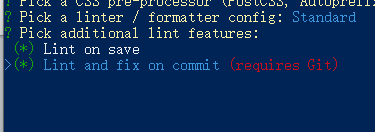 ? Pick a CSS pre-processor (PostCSS, Autoprefix
? Pick a linter / formatter config: Standard
? Pick additional lint features:
(*) Lint on save
>(*) Lint and fix on commit (requires Git)